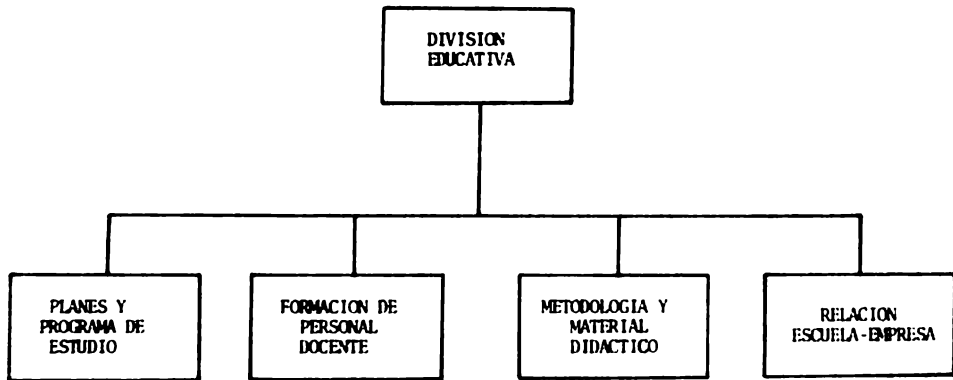 DIVISION
EDUCATIVA
PLANES Y
PROGRAMA DE
ESTUDIO
FORMACION DE
PERSONAL
DOCENTE
METODOLOGIA Y
MATERIAL
DIDACTICO
RELACION
ESCUELA-EMPRESA